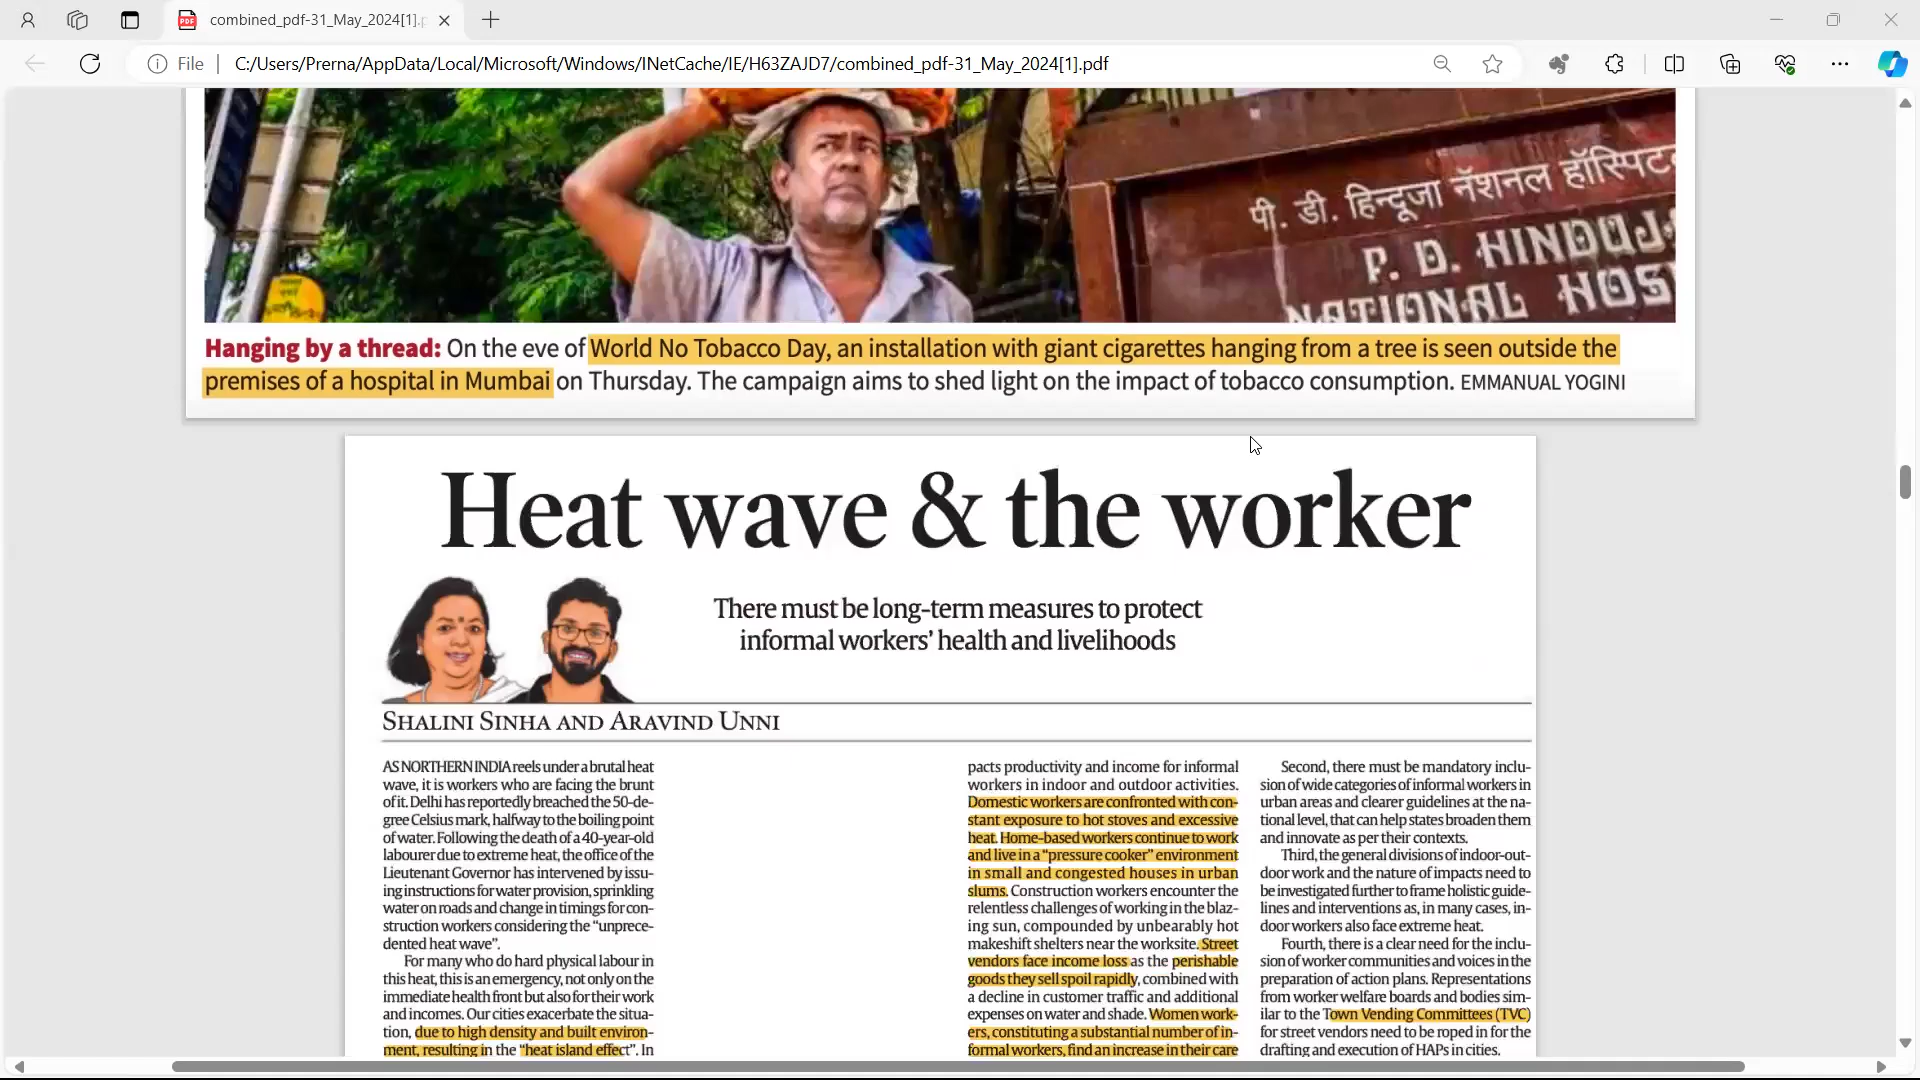 combined_pdf-31_May_2024[1].p
File
C:/Users/Prerna/AppData/Local/Microsoft/Windows/INetCache/IE/H63ZAJD7/combined_pdf-31_May_2024[1].pdf
पी. डी. हिन्दूजा नॅशनल
P. D. HINDUJ
NATIONAL HOS
Hanging by a thread: On the eve of World No Tobacco Day, an installation with giant cigarettes hanging from a tree is seen outside the
premises of a hospital in Mumbai on Thursday. The campaign aims to shed light on the impact of tobacco consumption. EMMANUAL YOGINI
Heat wave & the worker
There must be long-term measures to protect
informal workers' health and livelihoods
SHALINI SINHA AND ARAVIND UNNI
AS NORTHERN INDIA reels under a brutal heat
wave, it is workers who are facing the brunt
of it. Delhi has reportedly breached the 50-de-
gree Celsius mark, halfway to the boiling point
of water. Following the death of a 40-year-old
labourer due to extreme heat, the office of the
Lieutenant Governor has intervened by issu-
ing instructions for water provision, sprinkling
water on roads and change in timings for con-
struction workers considering the "unprece-
dented heat wave".
For many who do hard physical labour in
this heat, this is an emergency, not only on the
immediate health front but also for their work
and incomes. Our cities exacerbate the situa-
tion, due to high density and built environ-
ment, resulting in the "heat island effect". In
pacts productivity and income for informal
workers in indoor and outdoor activities.
Domestic workers are confronted with con-
stant exposure to hot stoves and excessive
heat. Home-based workers continue to work
and live in a "pressure cooker" environment
in small and congested houses in urban
slums. Construction workers encounter the
relentless challenges of working in the blaz-
ing sun, compounded by unbearably hot
makeshift shelters near the worksite. Street
vendors face income loss as the perishable
goods they sell spoil rapidly, combined with
a decline in customer traffic and additional
expenses on water and shade. Women work-
ers, constituting a substantial number of in-
formal workers, find an increase in their care
Second, there must be mandatory inclu-
sion of wide categories of informal workers in
urban areas and clearer guidelines at the na-
tional level, that can help states broaden them
and innovate as per their contexts.
Third, the general divisions of indoor-out-
door work and the nature of impacts need to
be investigated further to frame holistic guide-
lines and interventions as, in many cases, in-
door workers also face extreme heat.
Fourth, there is a clear need for the inclu-
sion of worker communities and voices in the
preparation of action plans. Representations
from worker welfare boards and bodies sim-
ilar to the Town Vending Committees (TVC)
for street vendors need to be roped in for the
drafting and execution of HAPs in cities.